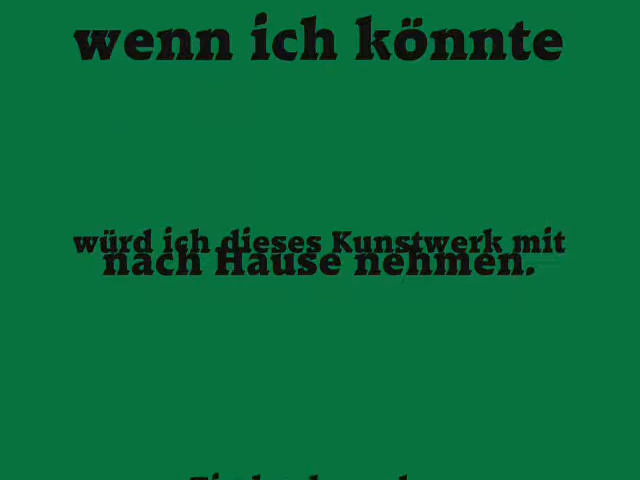 wenn ich könnte
würd ich dieses Kunstwerk mit
nach Hause nehmen.